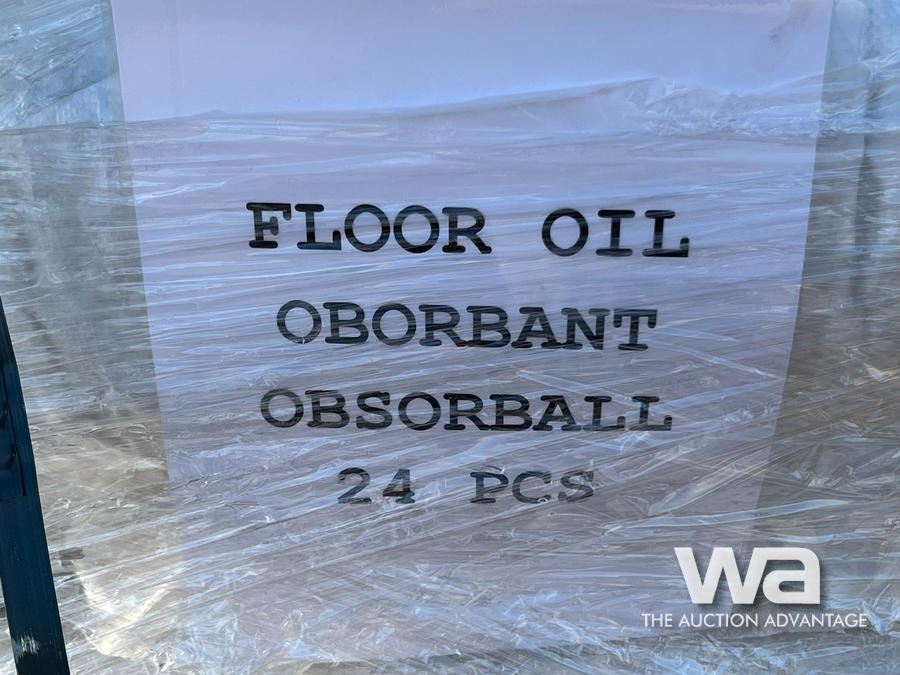 FLOOR OIL
OBORBANT
OBSORBALL
24 PCS
wa
THE AUCTION ADVANTAGE